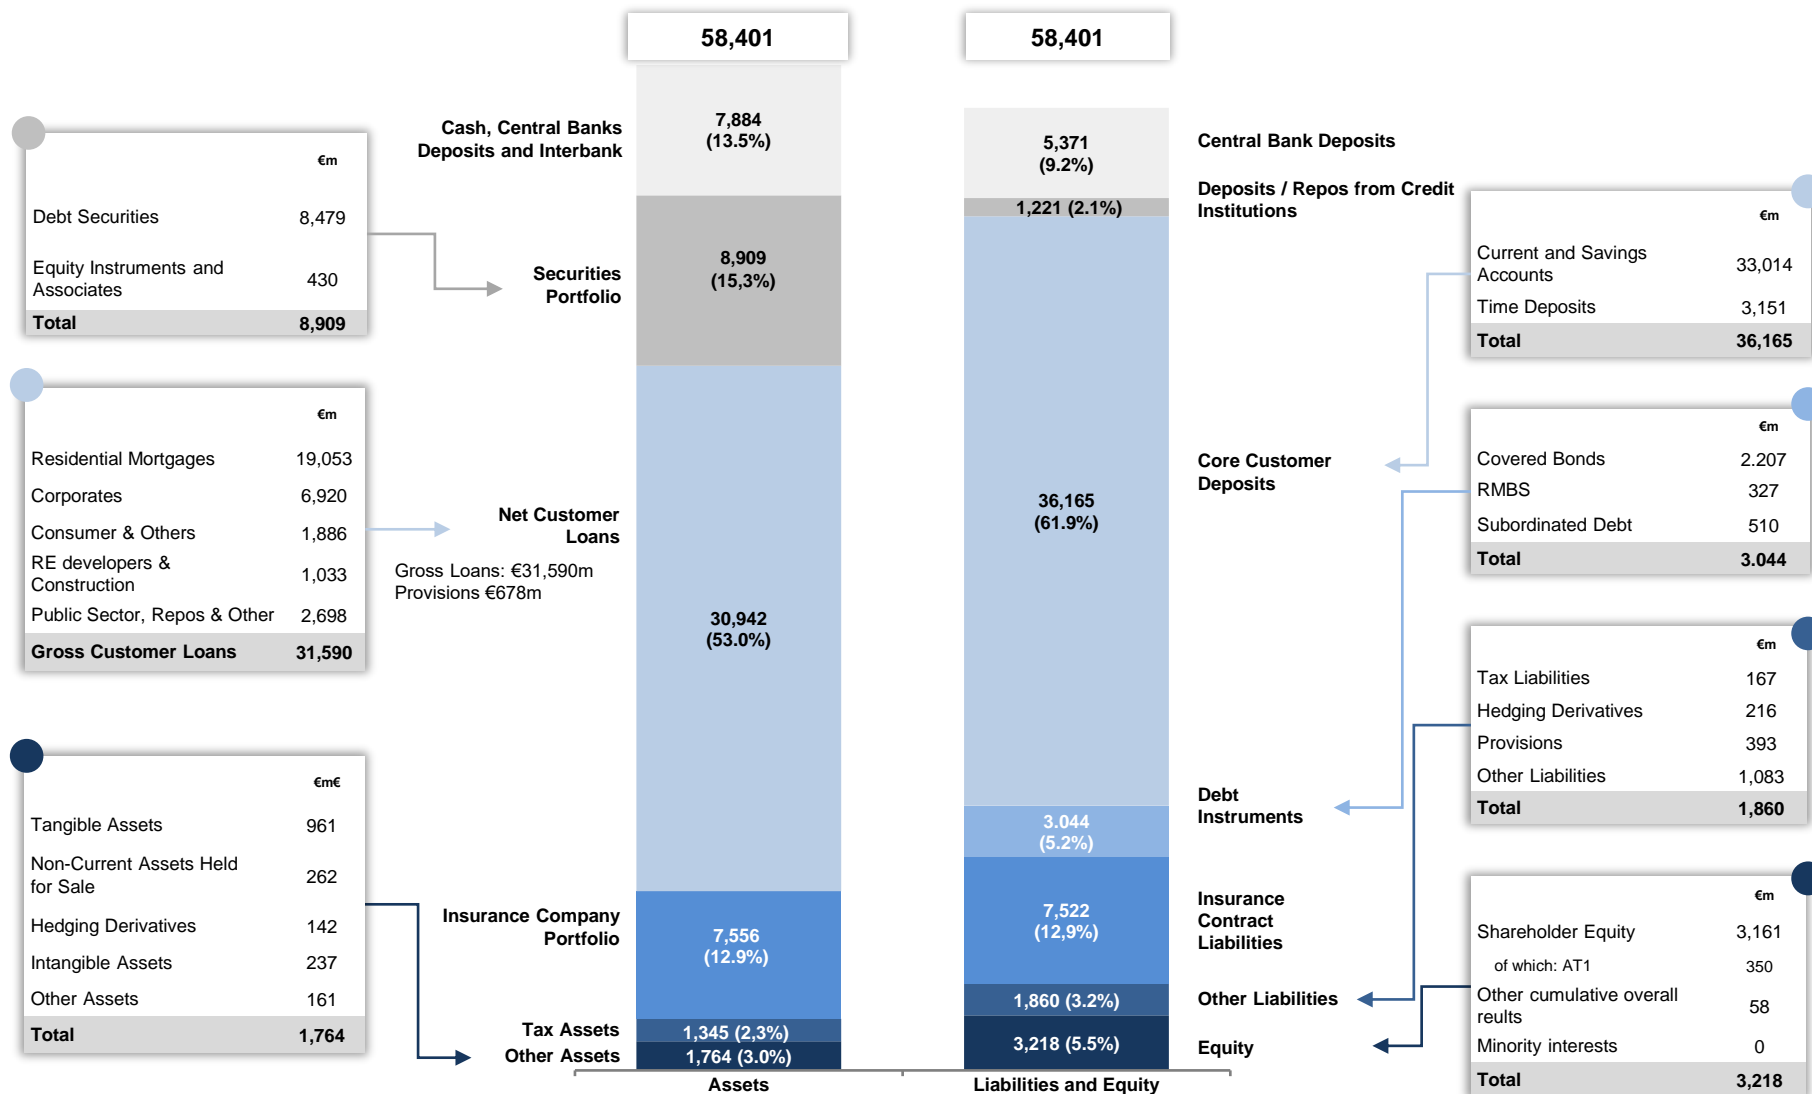 58,401
58,401
€m
Debt Securities 8,479
Equity Instruments and
Associates 430
Total 8,909
€m
Residential Mortgages 19,053
Corporates 6,920
Consumer & Others 1,886
RE developers &
Construction 1,033
Public Sector, Repos & Other 2,698
Gross Customer Loans 31,590
€m€
Tangible Assets 961
Non-Current Assets Held
for Sale 262
Hedging Derivatives 142
Intangible Assets 237
Other Assets 161
Total 1,764
Cash, Central Banks
Deposits and Interbank
Securities
Portfolio
Net Customer
Loans
Gross Loans: €31,590m
Provisions €678m
Insurance Company
Portfolio
Tax Assets
Other Assets
7,884
(13.5%)
8,909
(15,3%)
30,942
(53.0%)
7,556
(12.9%)
1,345 (2,3%)
1,764 (3.0%)
Assets
5,371
(9.2%)
1,221 (2.1%)
36,165
(61.9%)
3.044
(5.2%)
7,522
(12,9%)
1,860 (3.2%)
3,218 (5.5%)
Liabilities and Equity
Central Bank Deposits
Deposits / Repos from Credit
Institutions
Core Customer
Deposits
Debt
Instruments
Insurance
Contract
Liabilities
Other Liabilities
Equity
€m
Current and Savings
Accounts 33,014
Time Deposits 3,151
Total 36,165
€m
Covered Bonds 2.207
RMBS 327
Subordinated Debt 510
Total 3.044
€m
Tax Liabilities 167
Hedging Derivatives 216
Provisions 393
Other Liabilities 1,083
Total 1,860
€m
Shareholder Equity 3,161
of which: AT1 350
Other cumulative overall
reults 58
Minority interests 0
Total 3,218